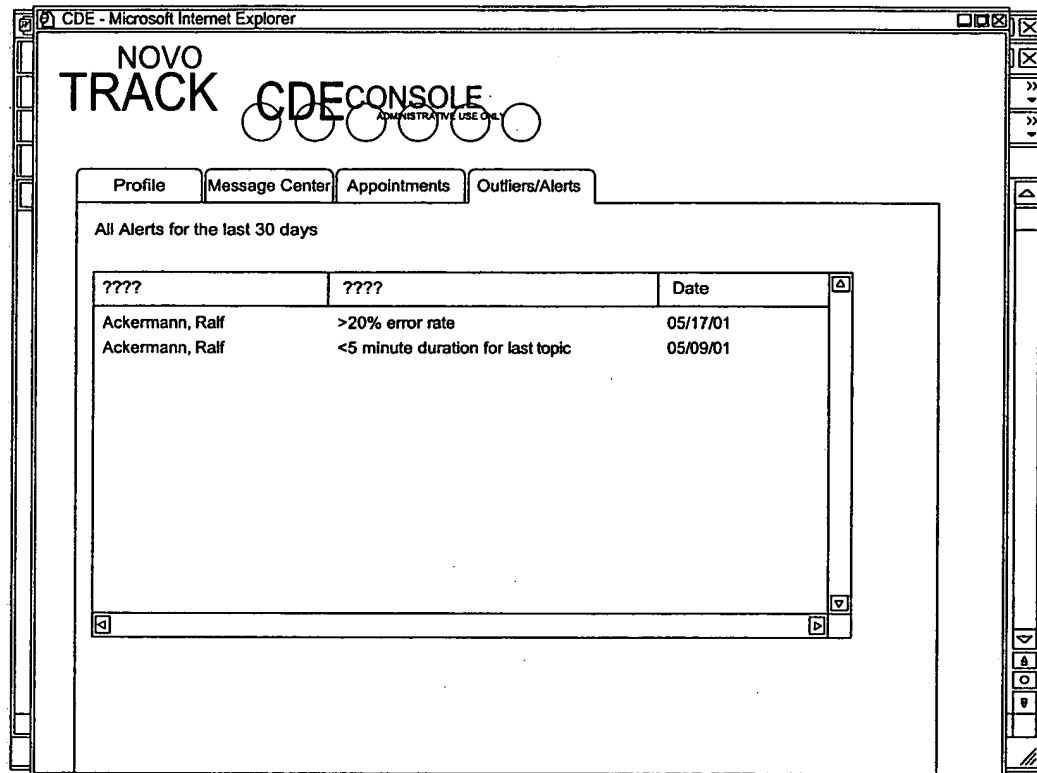 CDE - Microsoft Internet Explorer
NOVO
TRACK
CDE CONSOLE
ADMINISTRATIVE USE ONLY
Profile Message Center Appointments Outliers/Alerts
All Alerts for the last 30 days
???? ???? Date
Ackermann, Ralf >20% error rate 05/17/01
Ackermann, Ralf <5 minute duration for last topic 05/09/01